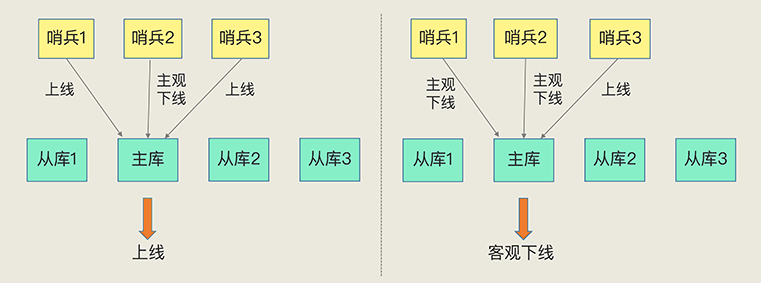 哨兵1
哨兵2
哨兵3
上线
主观
下线
上线
从库1
主库
从库2
从库3
上线
哨兵1
哨兵2
哨兵3
主观
下线
主观
下线
上线
从库1
主库
从库2
从库3
客观下线